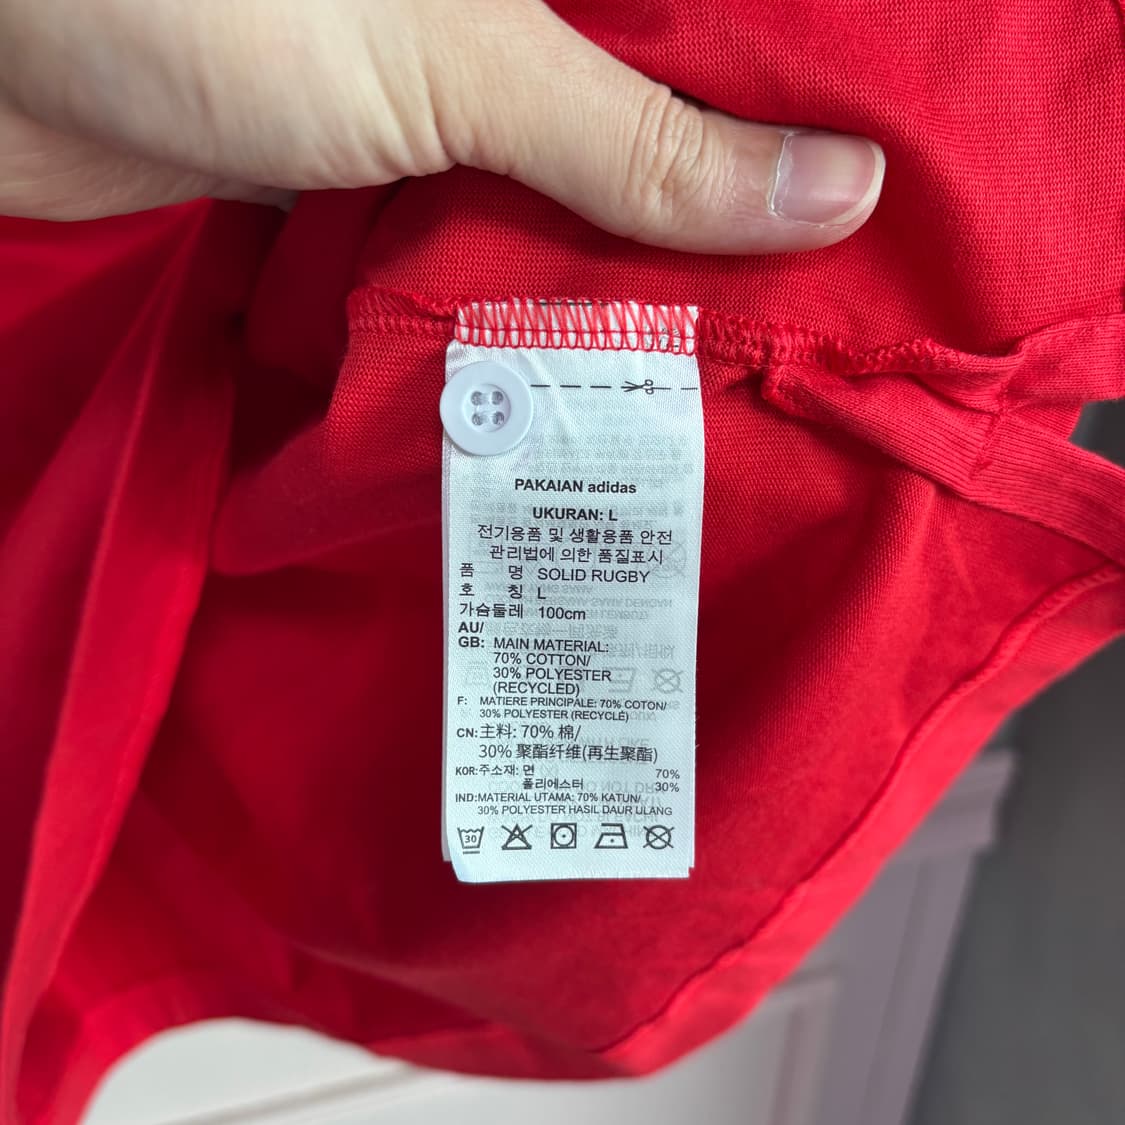 PAKAIAN adidas
UKURAN: L
전기용품 및 생활용품 안전
관리법에 의한 품질표시
품 명 SOLID RUGBY
호 칭 L
가슴둘레 100cm
AU/
GB: MAIN MATERIAL:
70% COTTON/
30% POLYESTER
(RECYCLED)
F: MATIERE PRINCIPALE: 70% COTON/
30% POLYESTER (RECYCLÉ)
CN: 主料: 70% 棉/
30% 聚酯纤维(再生聚酯)
KOR: 주소재: 면 70%
폴리에스터 30%
IND: MATERIAL UTAMA: 70% KATUN/
30% POLYESTER HASIL DAUR ULANG
30